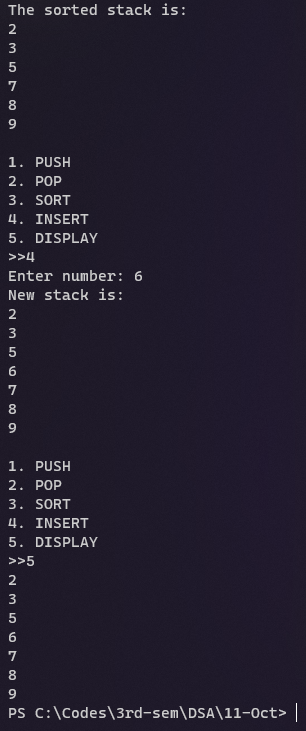 The sorted stack is:
2
3
5
7
8
9
1. PUSH
2. POP
3. SORT
4. INSERT
5. DISPLAY
>>4
Enter number: 6
New stack is:
2
3
5
6
7
8
9
1. PUSH
2. POP
3. SORT
4. INSERT
5. DISPLAY
>>5
2
3
5
6
7
8
9
PS C:\Codes\3rd-sem\DSA\11-Oct>